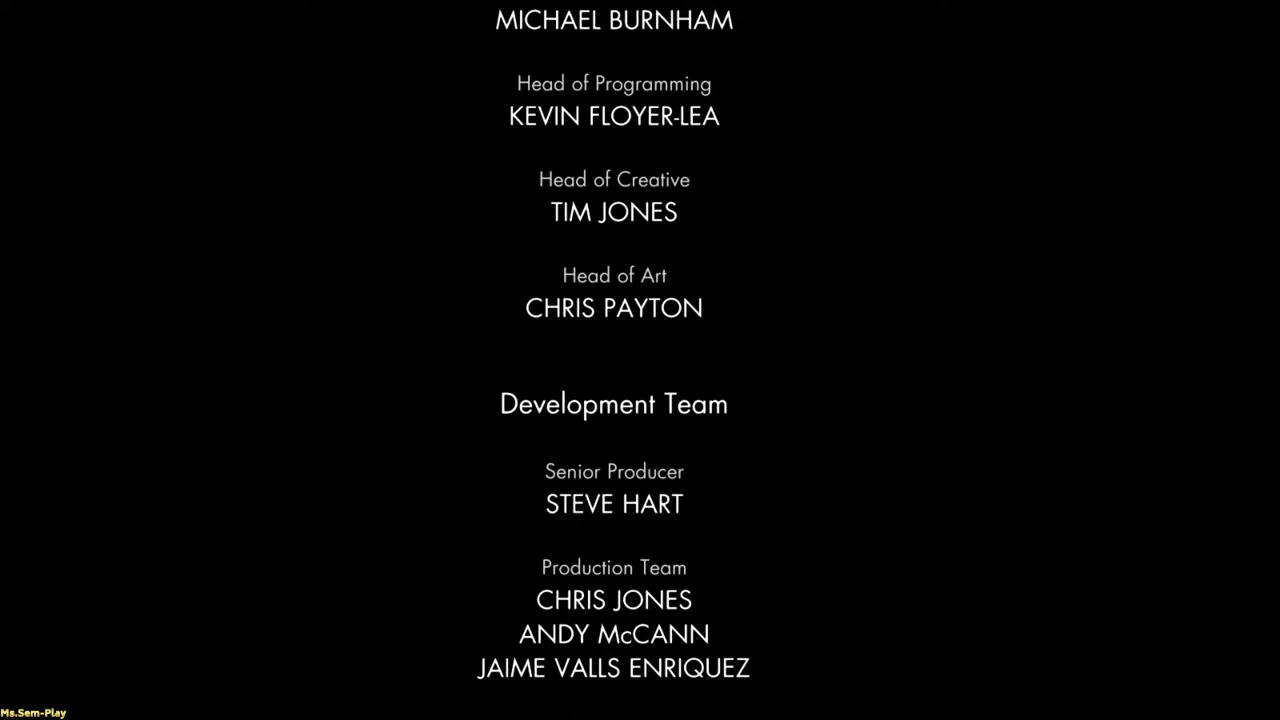 MICHAEL BURNHAM
Head of Programming
KEVIN FLOYER-LEA
Head of Creative
TIM JONES
Head of Art
CHRIS PAYTON
Development Team
Senior Producer
STEVE HART
Production Team
CHRIS JONES
ANDY McCANN
JAIME VALLS ENRIQUEZ
Ms.Sem-Play